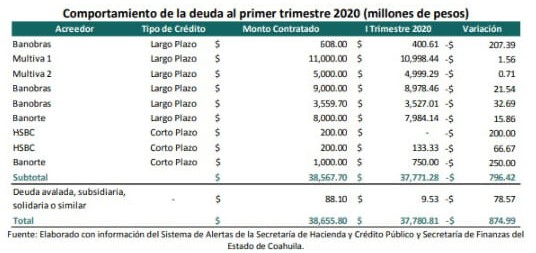 Comportamiento de la deuda al primer trimestre 2020 (millones de pesos)
Acreedor Tipo de Crédito Monto Contratado I Trimestre 2020 Variación
Banobras Largo Plazo $ 608.00 $ 400.61 -$ 207.39
Multiva 1 Largo Plazo $ 11,000.00 $ 10,998.44 -$ 1.56
Multiva 2 Largo Plazo $ 5,000.00 $ 4,999.29 -$ 0.71
Banobras Largo Plazo $ 9,000.00 $ 8,978.46 -$ 21.54
Banobras Largo Plazo $ 3,559.70 $ 3,527.01 -$ 32.69
Banorte Largo Plazo $ 8,000.00 $ 7,984.14 -$ 15.86
HSBC Corto Plazo $ 200.00 $ - -$ 200.00
HSBC Corto Plazo $ 200.00 $ 133.33 -$ 66.67
Banorte Corto Plazo $ 1,000.00 $ 750.00 -$ 250.00
Subtotal $ 38,567.70 $ 37,771.28 -$ 796.42
Deuda avalada, subsidiaria,
solidaria o similar - $ 88.10 $ 9.53 -$ 78.57
Total $ 38,655.80 $ 37,780.81 -$ 874.99
Fuente: Elaborado con información del Sistema de Alertas de la Secretaría de Hacienda y Crédito Público y Secretaría de Finanzas del
Estado de Coahuila.